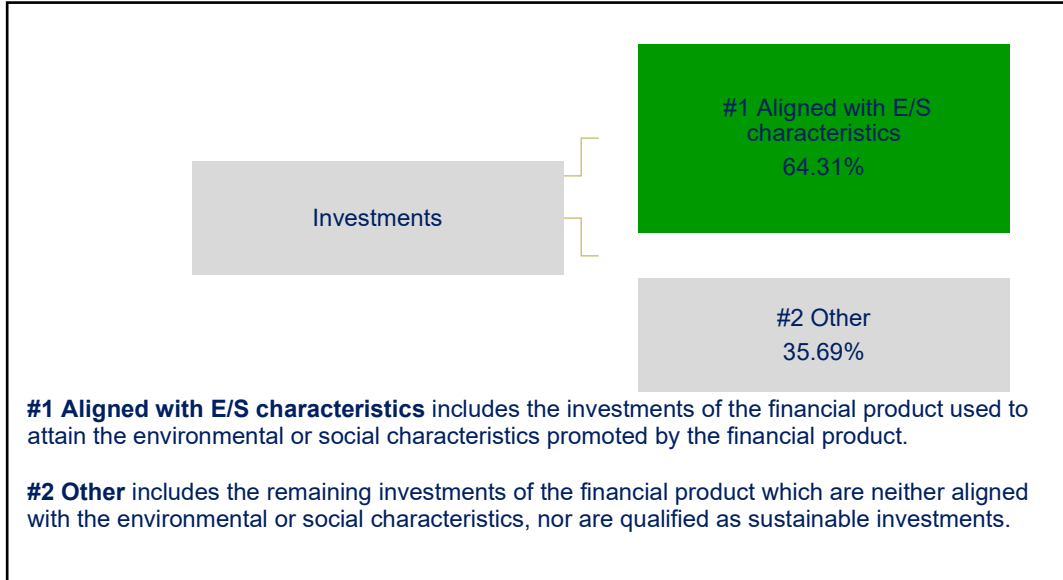 #1 Aligned with E/S
characteristics
64.31%
Investments
#2 Other
35.69%
#1 Aligned with E/S characteristics includes the investments of the financial product used to
attain the environmental or social characteristics promoted by the financial product.
#2 Other includes the remaining investments of the financial product which are neither aligned
with the environmental or social characteristics, nor are qualified as sustainable investments.